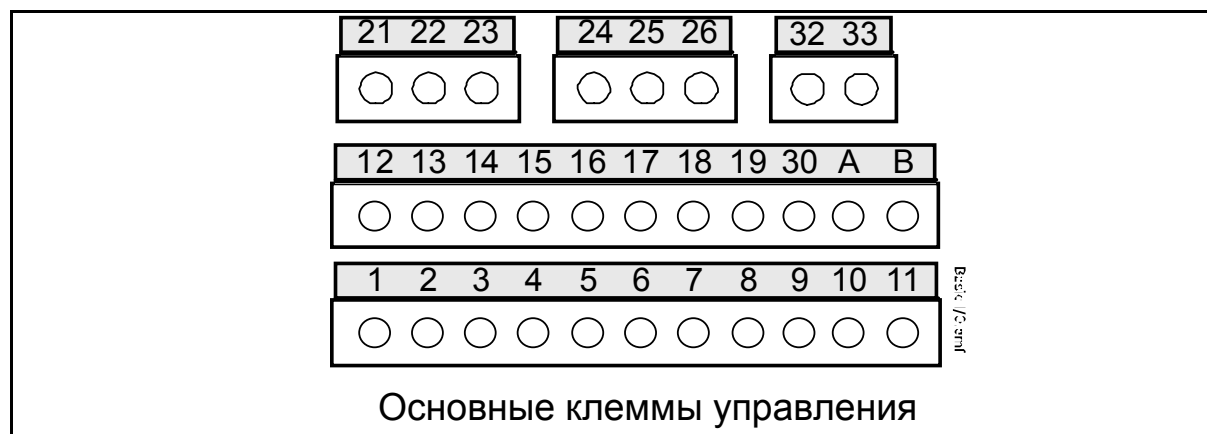 21 22 23 24 25 26 32 33
12 13 14 15 16 17 18 19 30 A B
1 2 3 4 5 6 7 8 9 10 11
Основные клеммы управления